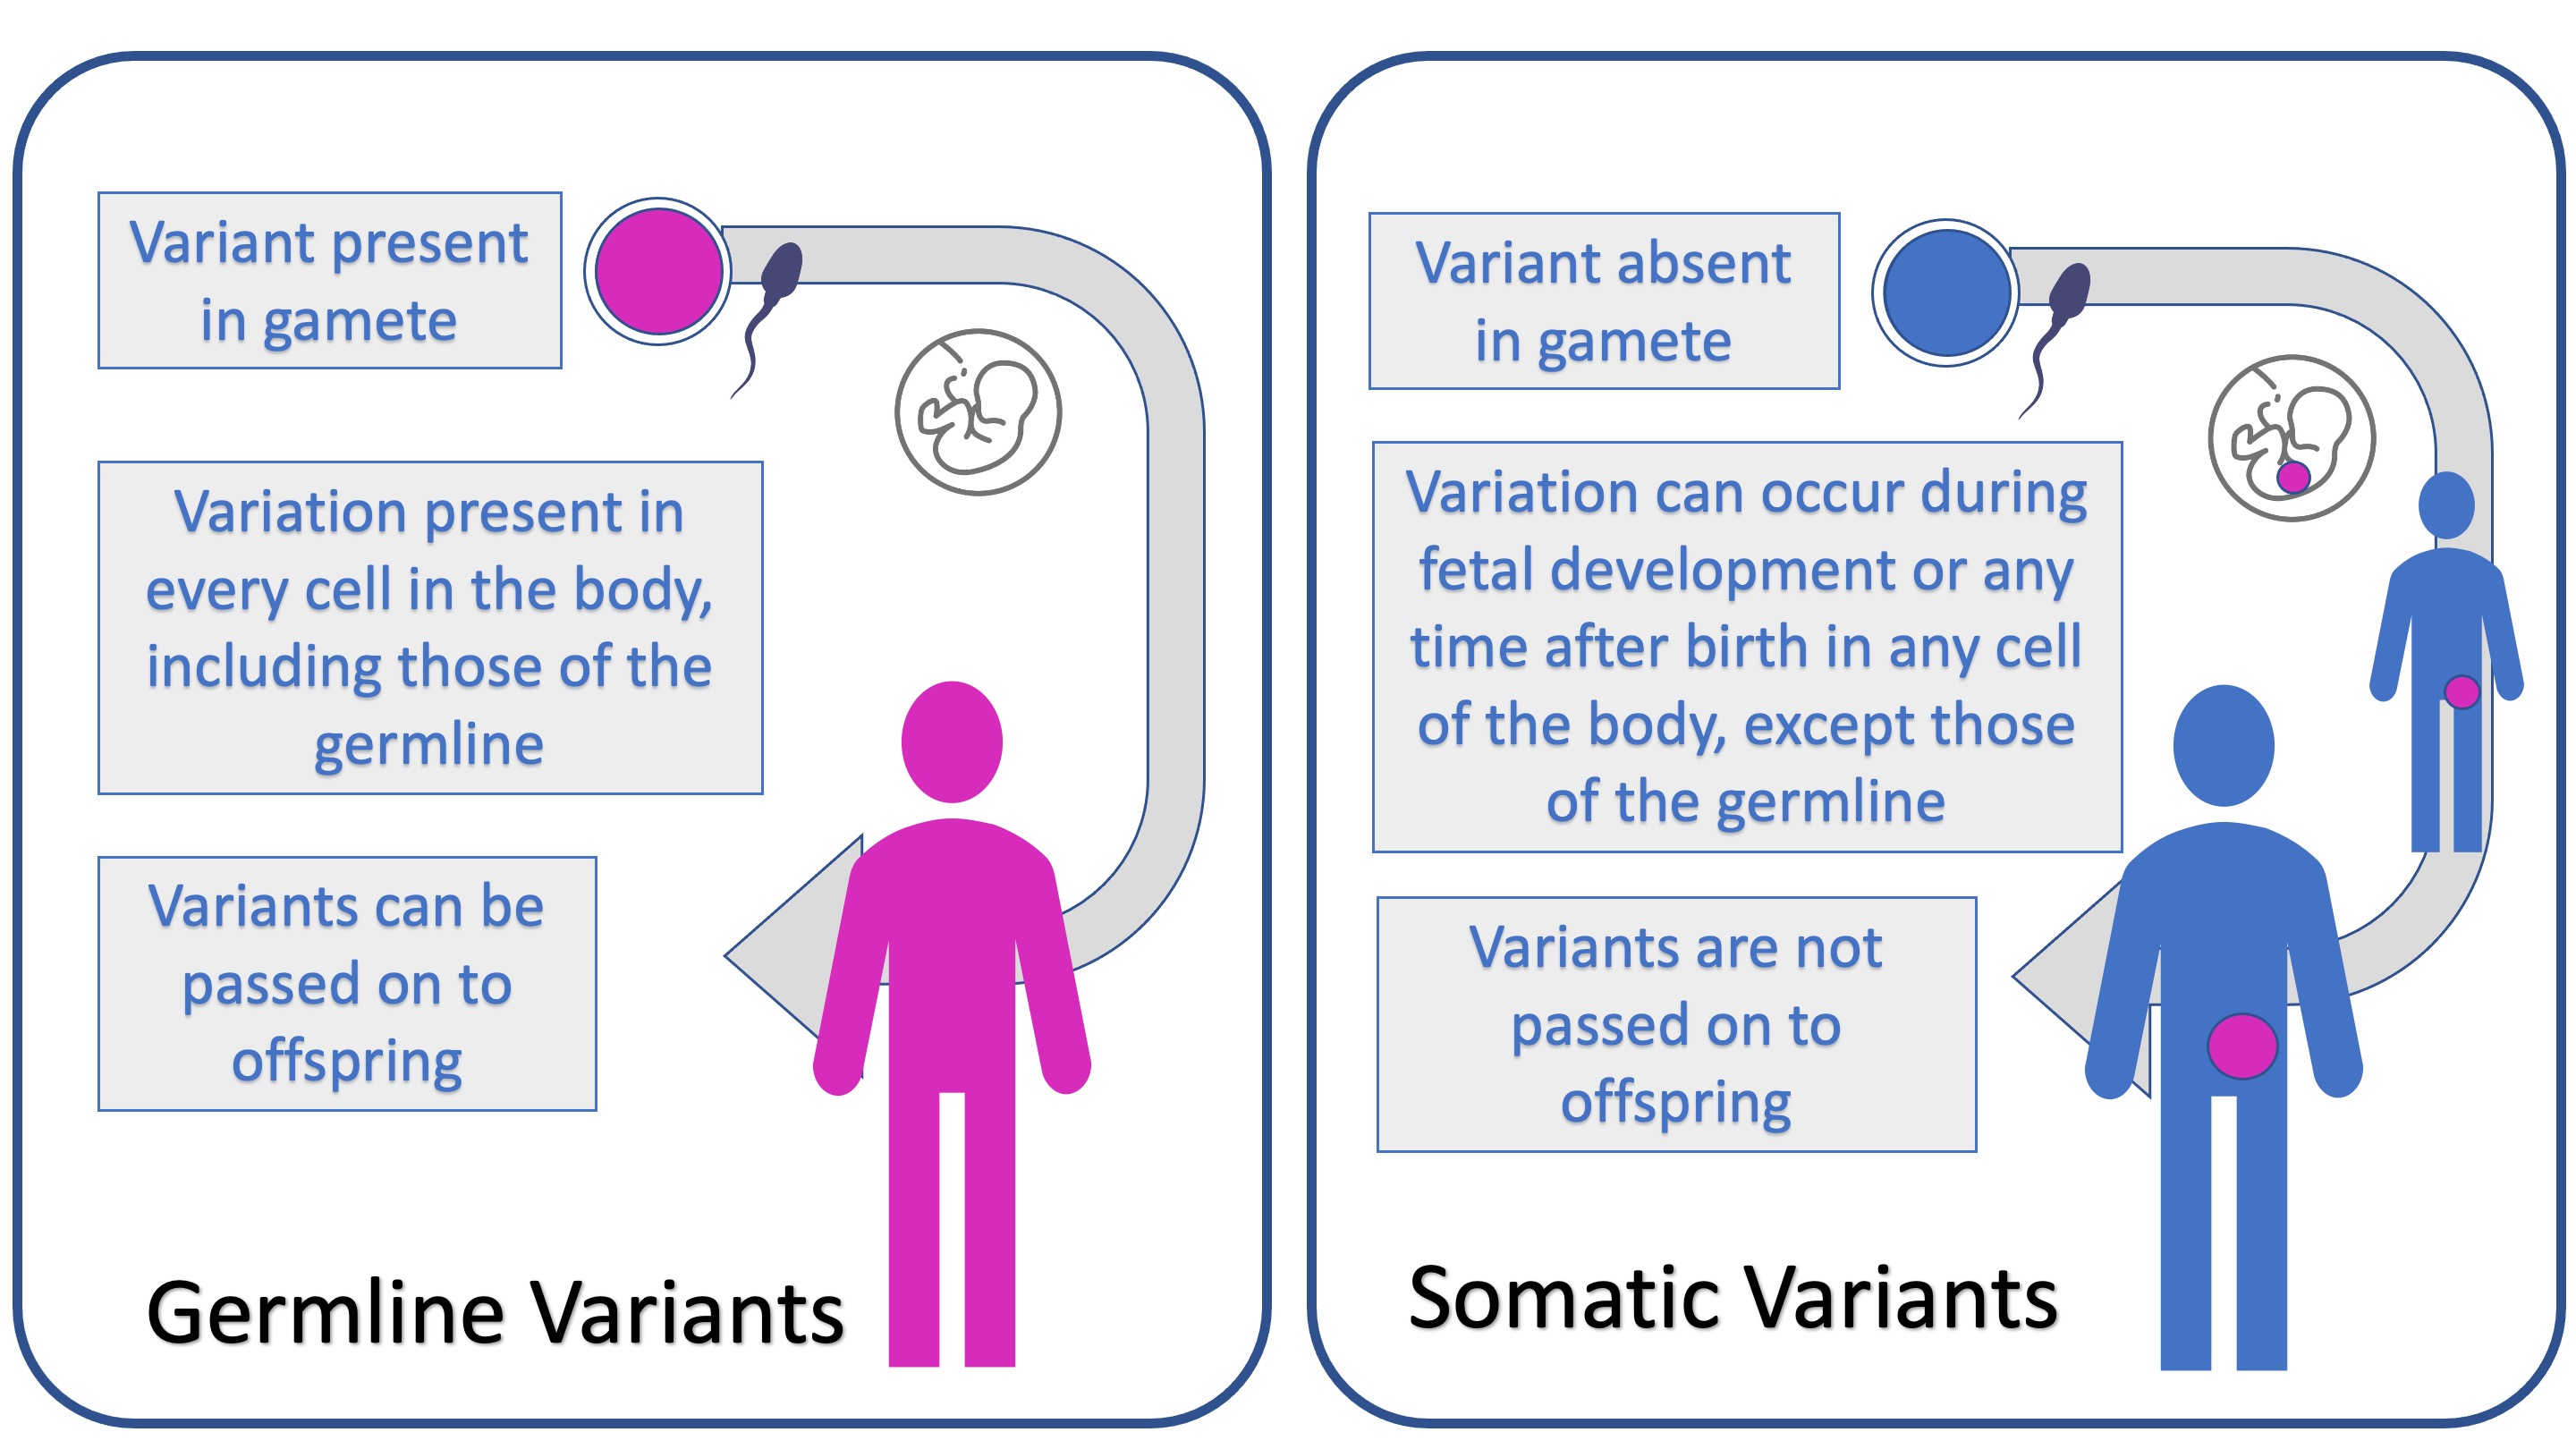 Variant present
in gamete
Variation present in
every cell in the body,
including those of the
germline
Variants can be
passed on to
offspring
Germline Variants
Variant absent
in gamete
Variation can occur during
fetal development or any
time after birth in any cell
of the body, except those
of the germline
Variants are not
passed on to
offspring
Somatic Variants